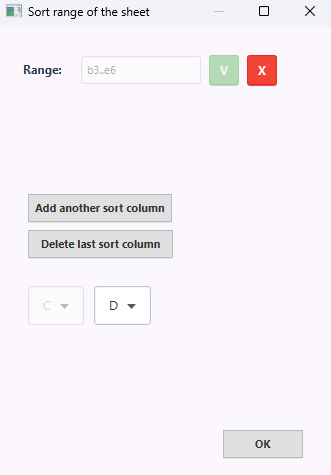 Sort range of the sheet
Range: b3..e6 V X
Add another sort column
Delete last sort column
C D
OK